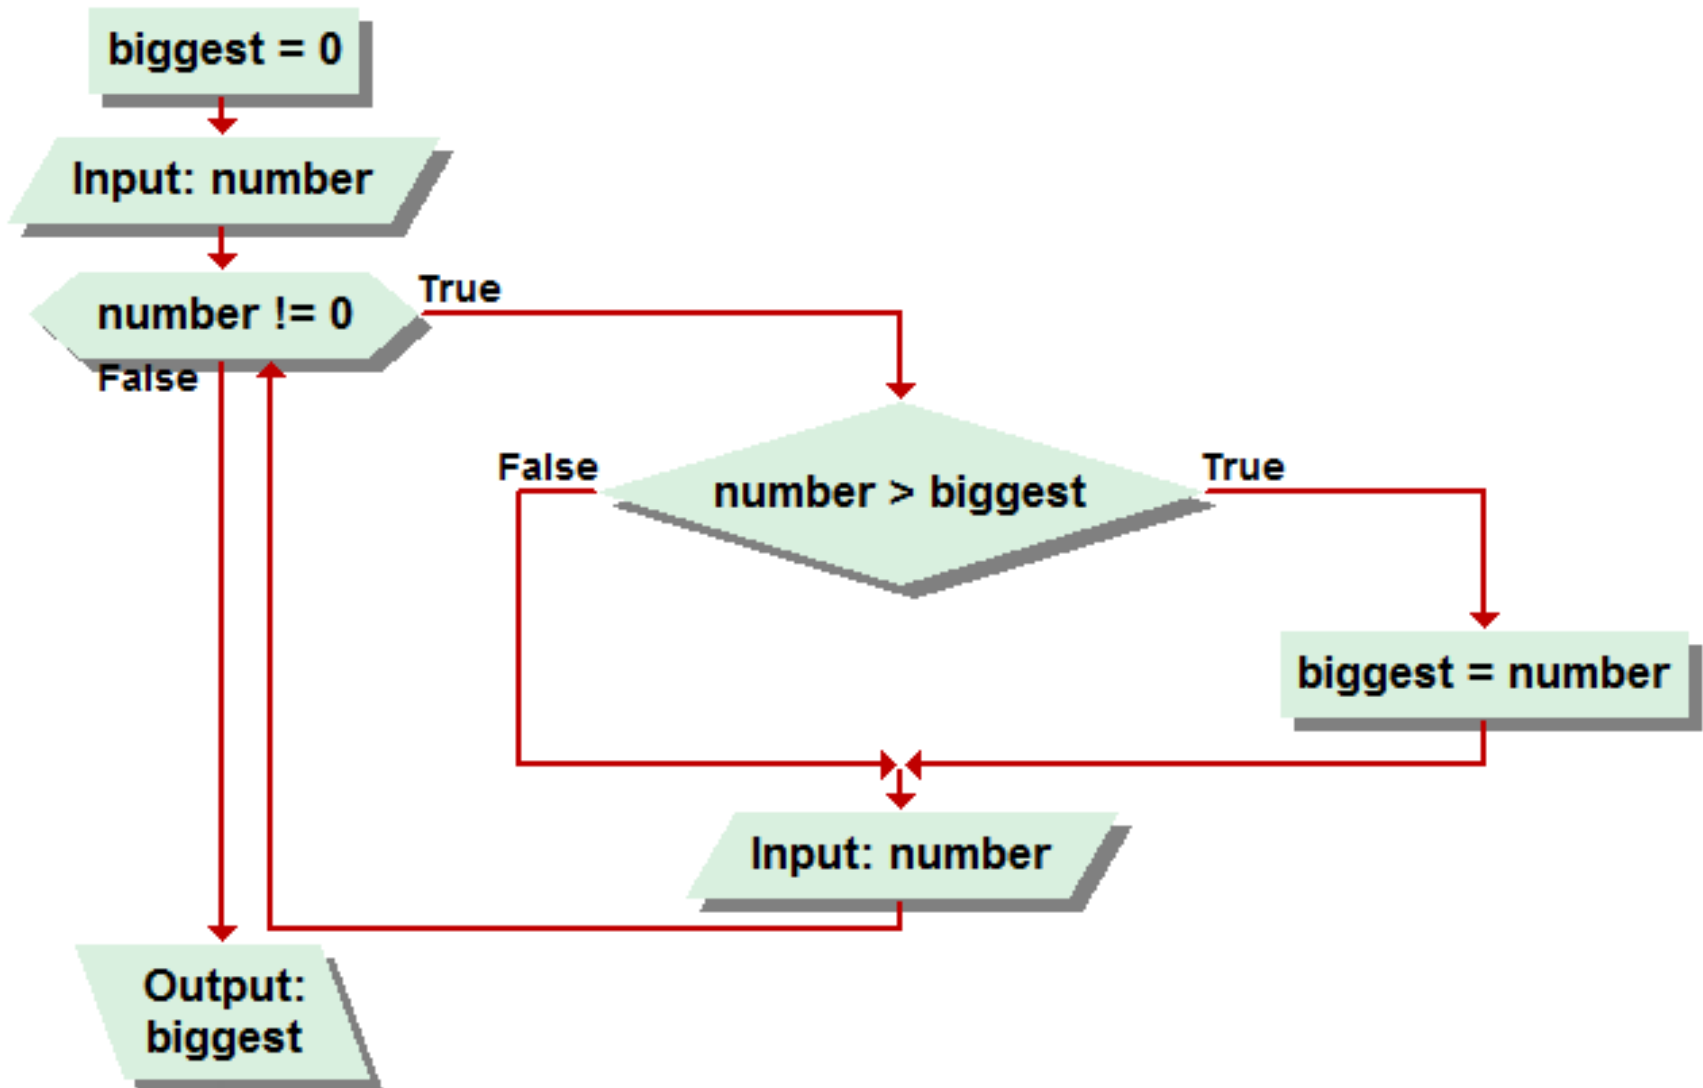 biggest = 0
Input: number
number != 0
True
False
number > biggest
False
True
biggest = number
Input: number
Output:
biggest